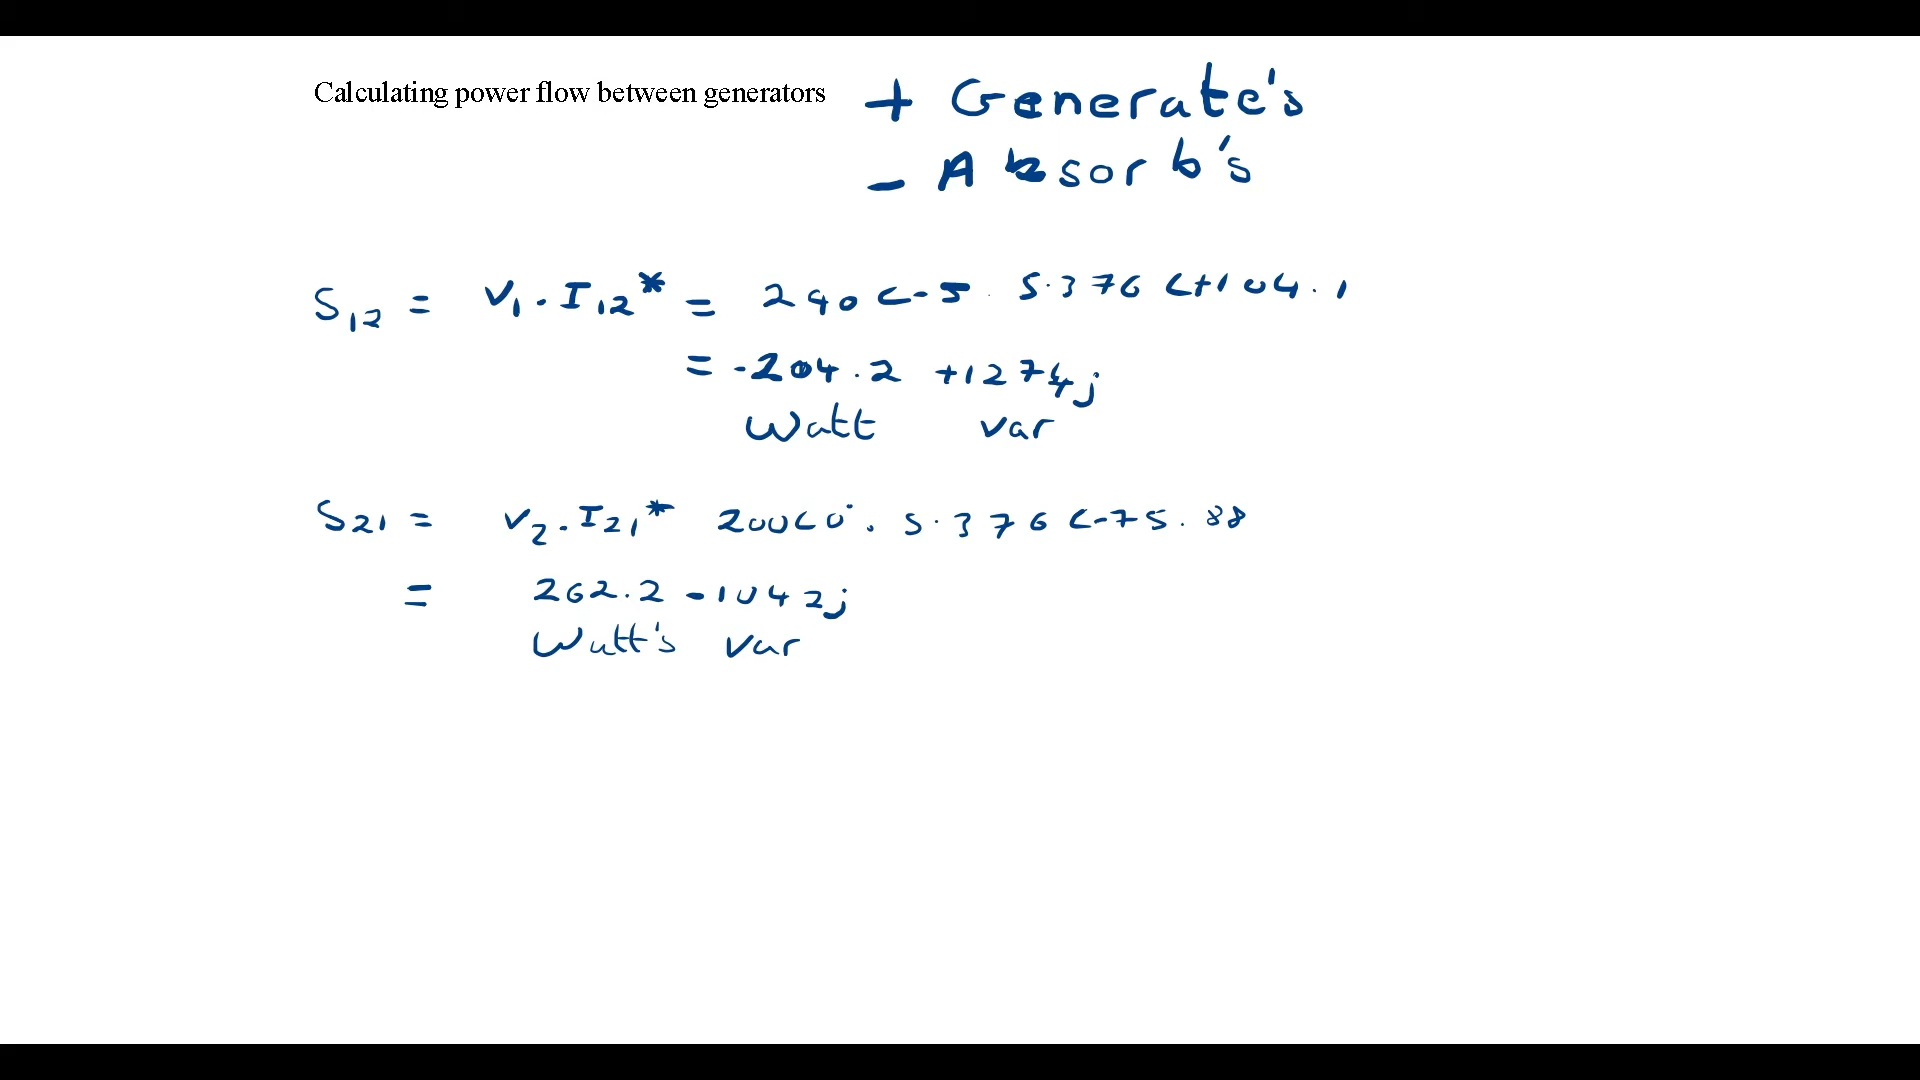 Calculating power flow between generators + Generate's
- Absorb's
S12 = V1 . I12* = 240 <-5 . 5.376 <+104.1
= -204.2 +1274j
Watt var
S21 = V2 . I21* 200<0° . 5.376 <-75.88
= 262.2 -1042j
Watt's var